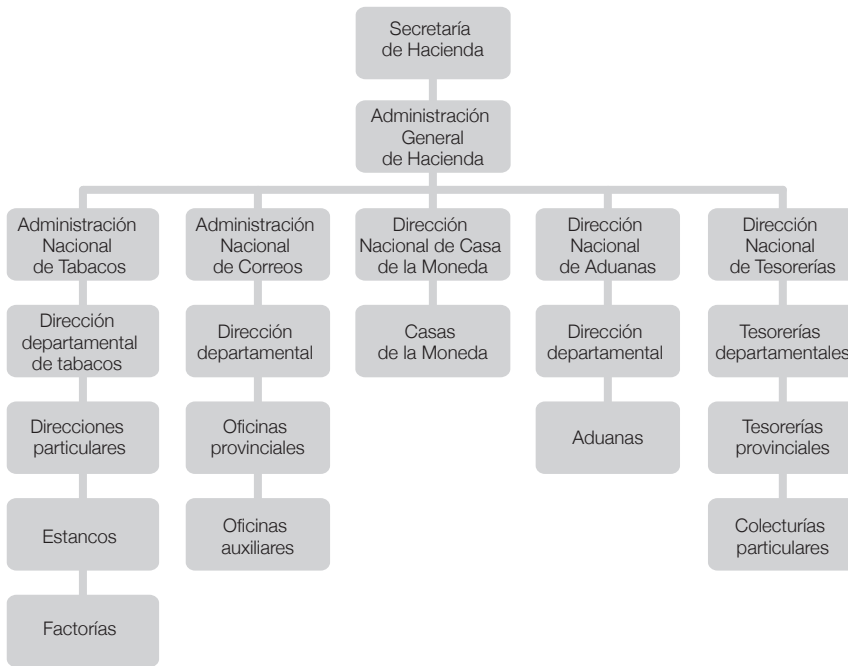 Secretaría
de Hacienda
Administración
General
de Hacienda
Administración
Nacional
de Tabacos
Administración
Nacional
de Correos
Dirección
Nacional de Casa
de la Moneda
Dirección
Nacional
de Aduanas
Dirección
Nacional
de Tesorerías
Dirección
departamental
de tabacos
Dirección
departamental
Casas
de la Moneda
Dirección
departamental
Tesorerías
departamentales
Direcciones
particulares
Oficinas
provinciales
Aduanas
Tesorerías
provinciales
Estancos
Oficinas
auxiliares
Colecturías
particulares
Factorías